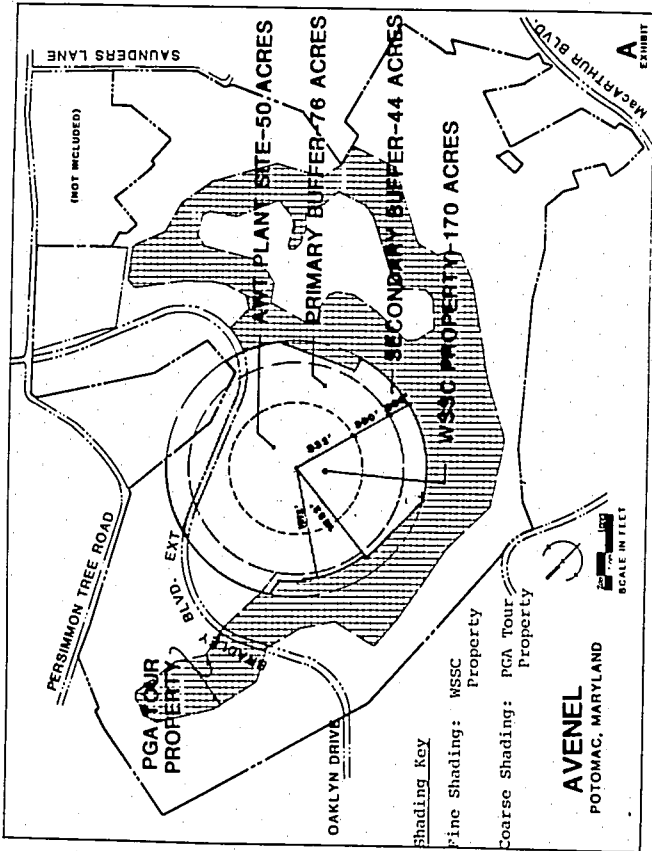 PERSIMMON TREE ROAD
SAUNDERS LANE
(NOT INCLUDED)
AWT PLANT SITE-50 ACRES
PRIMARY BUFFER-76 ACRES
SECONDARY BUFFER-44 ACRES
WSSC PROPERTY-170 ACRES
PGA TOUR
PROPERTY
BRADLEY BLVD- EXT
OAKLYN DRIVE
MacARTHUR BLVD.
Shading Key
Fine Shading: WSSC
Property
Coarse Shading: PGA Tour
Property
AVENEL
POTOMAC, MARYLAND
SCALE IN FEET
A
EXHIBIT